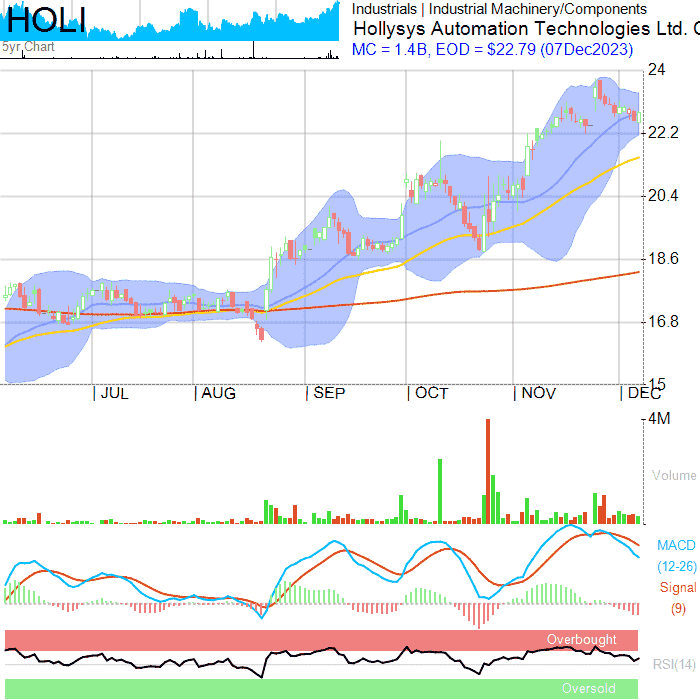 HOLI
Industrials | Industrial Machinery/Components
Hollysys Automation Technologies Ltd.
5yr Chart
MC = 1.4B, EOD = $22.79 (07Dec2023)
24
22.2
20.4
18.6
16.8
15
| JUL | AUG | SEP | OCT | NOV | DEC
4M
Volume
MACD
(12-26)
Signal
(9)
Overbought
RSI(14)
Oversold